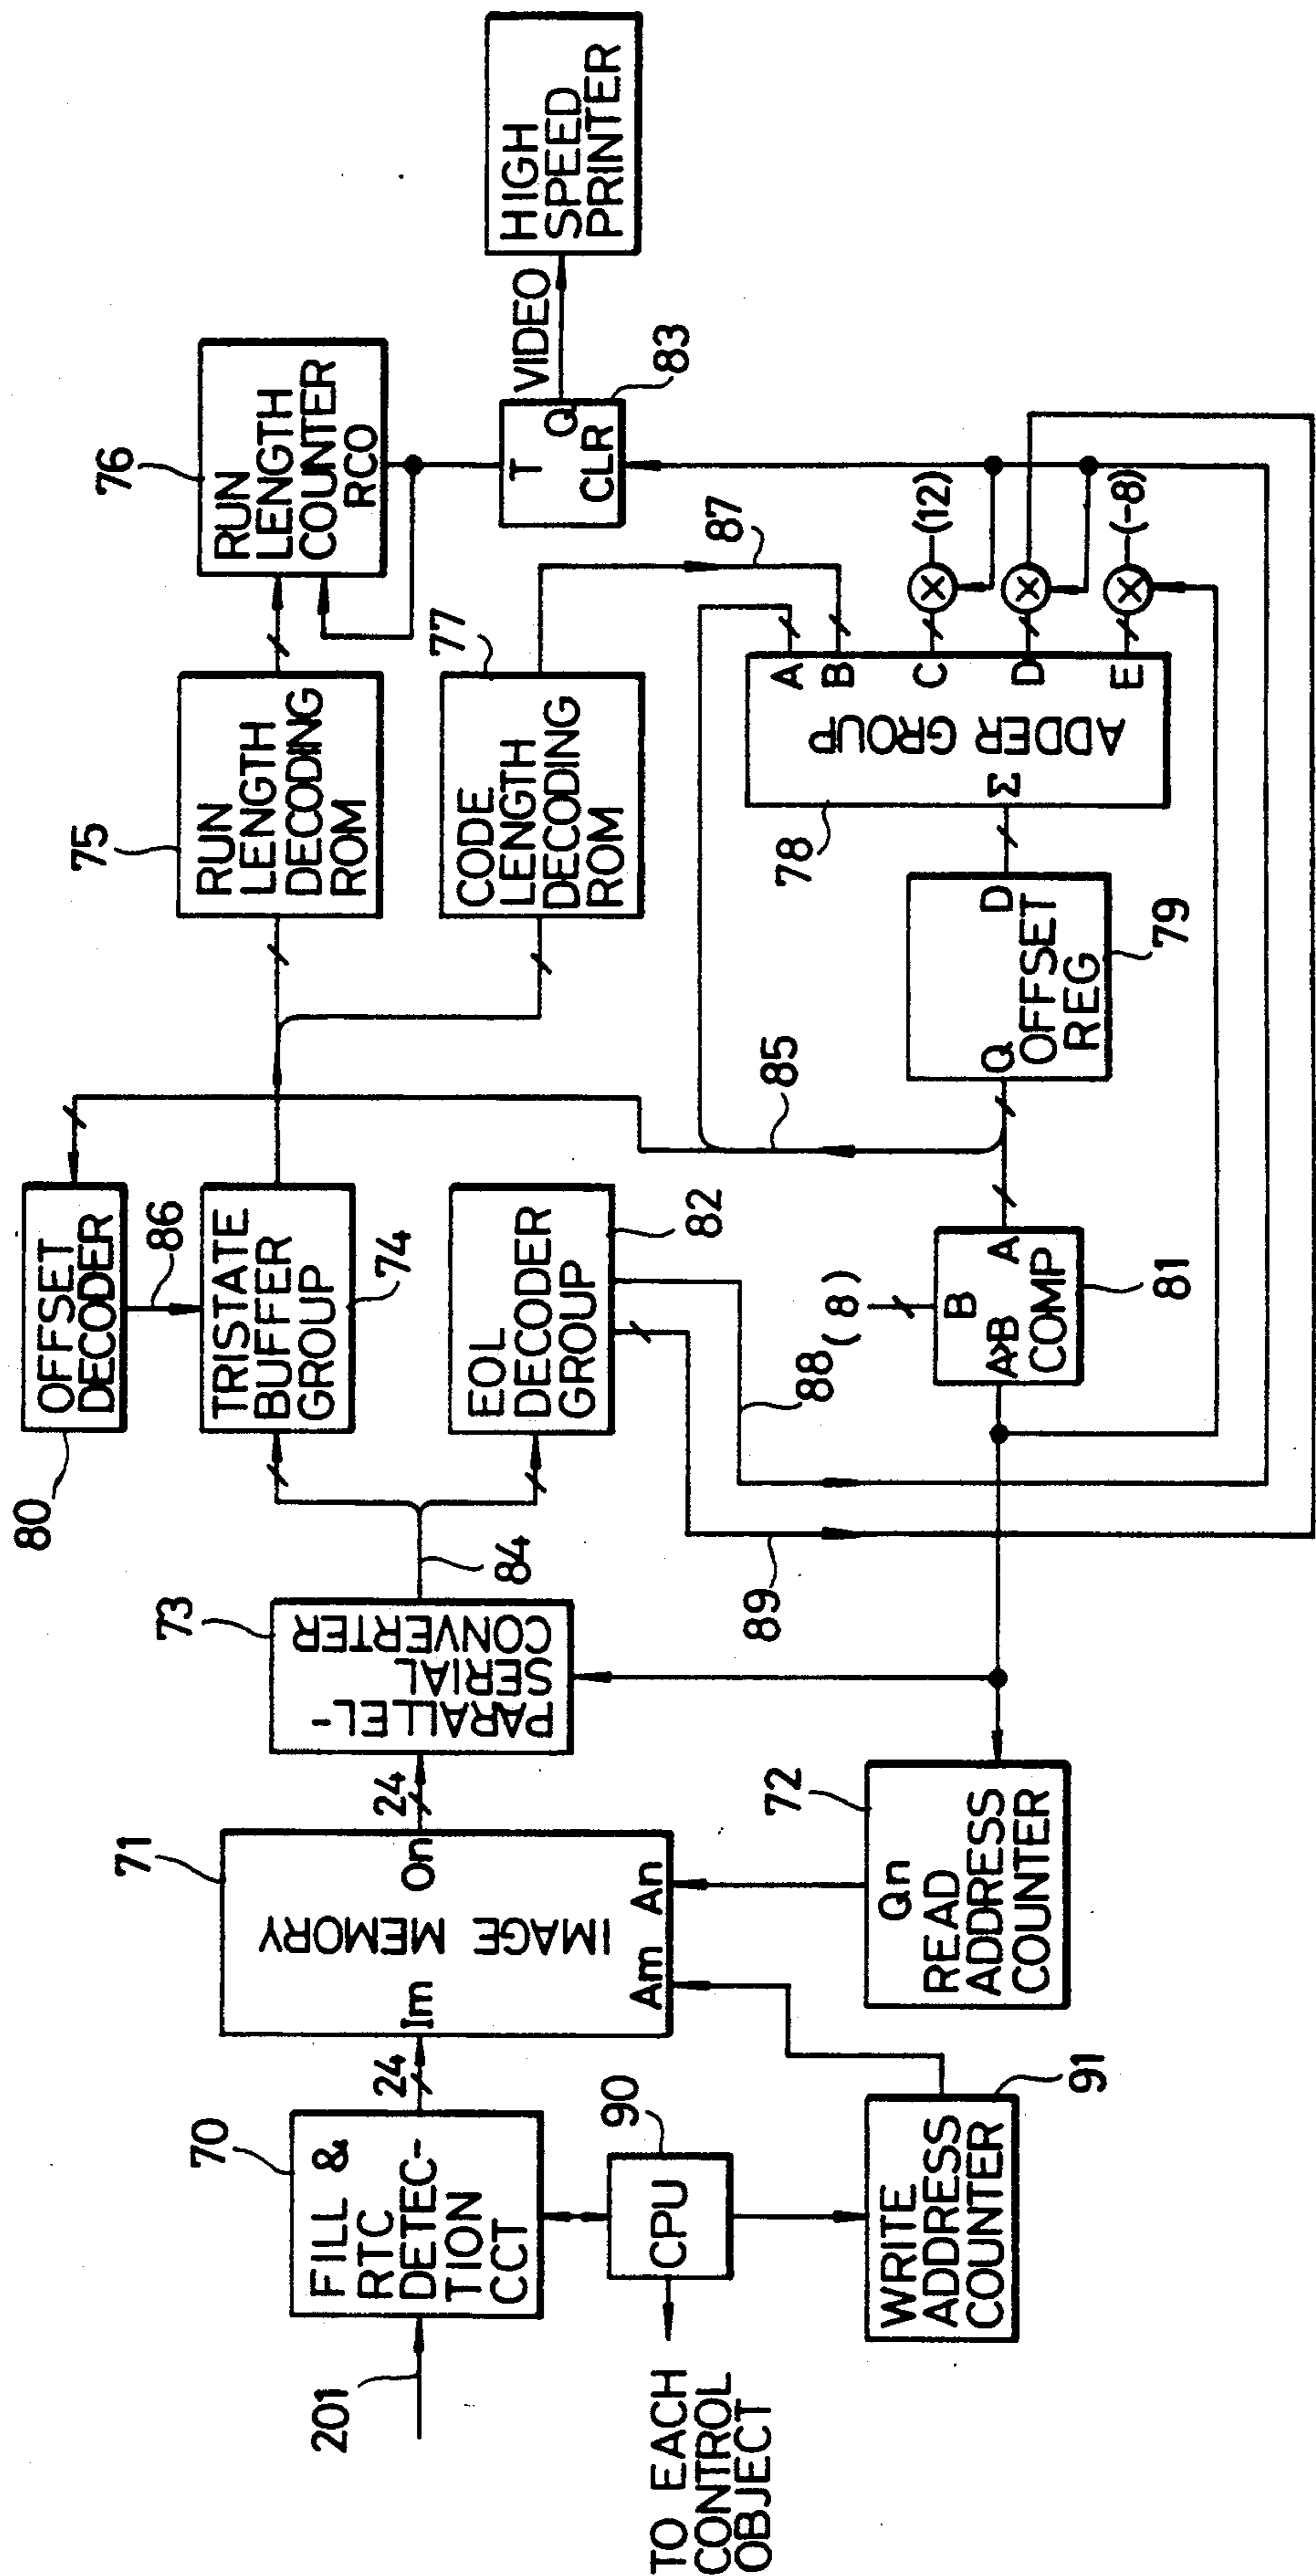 201
70
FILL &
RTC
DETEC-
TION
CCT
24
90
CPU
TO EACH
CONTROL
OBJECT
91
WRITE
ADDRESS
COUNTER
71
Im
On
IMAGE MEMORY
Am
An
24
72
Qn
READ
ADDRESS
COUNTER
73
PARALLEL-
SERIAL
CONVERTER
84
80
OFFSET
DECODER
86
TRISTATE
BUFFER
GROUP
74
EOL
DECODER
GROUP
82
89
88
(8)
B
A>B
A
COMP
81
85
Q
D
OFFSET
REG
79
75
RUN
LENGTH
DECODING
ROM
77
CODE
LENGTH
DECODING
ROM
87
78
Σ
ADDER GROUP
A
B
C
D
E
(12)
(-8)
76
RUN
LENGTH
COUNTER
RCO
T
Q
CLR
83
VIDEO
HIGH
SPEED
PRINTER